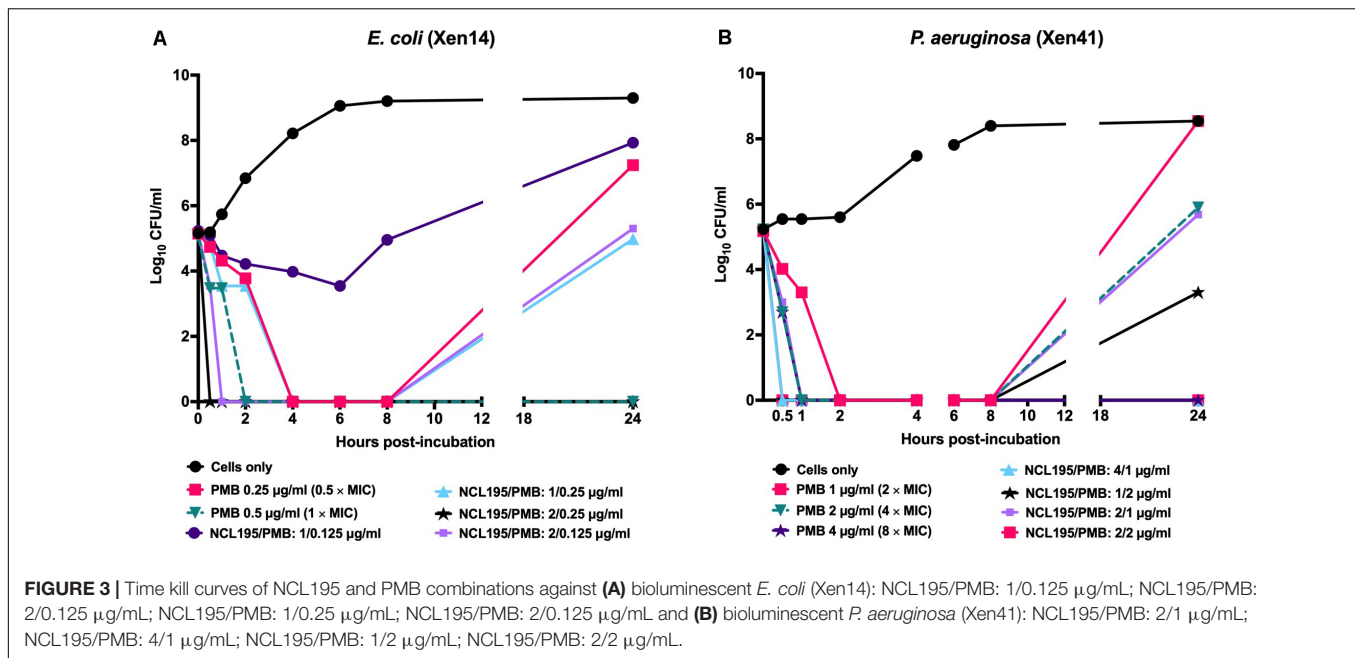 A
E. coli (Xen14)
10
8
6
4
2
0
Log10 CFU/ml
0 2 4 6 8 10 12 18 24
Hours post-incubation
Cells only
PMB 0.25 µg/ml (0.5 × MIC)
PMB 0.5 µg/ml (1 × MIC)
NCL195/PMB: 1/0.125 µg/ml
NCL195/PMB: 1/0.25 µg/ml
NCL195/PMB: 2/0.25 µg/ml
NCL195/PMB: 2/0.125 µg/ml
B
P. aeruginosa (Xen41)
10
8
6
4
2
0
Log10 CFU/ml
0.5 1 2 4 6 8 12 18 24
Hours post-incubation
Cells only
PMB 1 µg/ml (2 × MIC)
PMB 2 µg/ml (4 × MIC)
PMB 4 µg/ml (8 × MIC)
NCL195/PMB: 4/1 µg/ml
NCL195/PMB: 1/2 µg/ml
NCL195/PMB: 2/1 µg/ml
NCL195/PMB: 2/2 µg/ml
FIGURE 3 | Time kill curves of NCL195 and PMB combinations against (A) bioluminescent E. coli (Xen14): NCL195/PMB: 1/0.125 µg/mL; NCL195/PMB:
2/0.125 µg/mL; NCL195/PMB: 1/0.25 µg/mL; NCL195/PMB: 2/0.125 µg/mL and (B) bioluminescent P. aeruginosa (Xen41): NCL195/PMB: 2/1 µg/mL;
NCL195/PMB: 4/1 µg/mL; NCL195/PMB: 1/2 µg/mL; NCL195/PMB: 2/2 µg/mL.